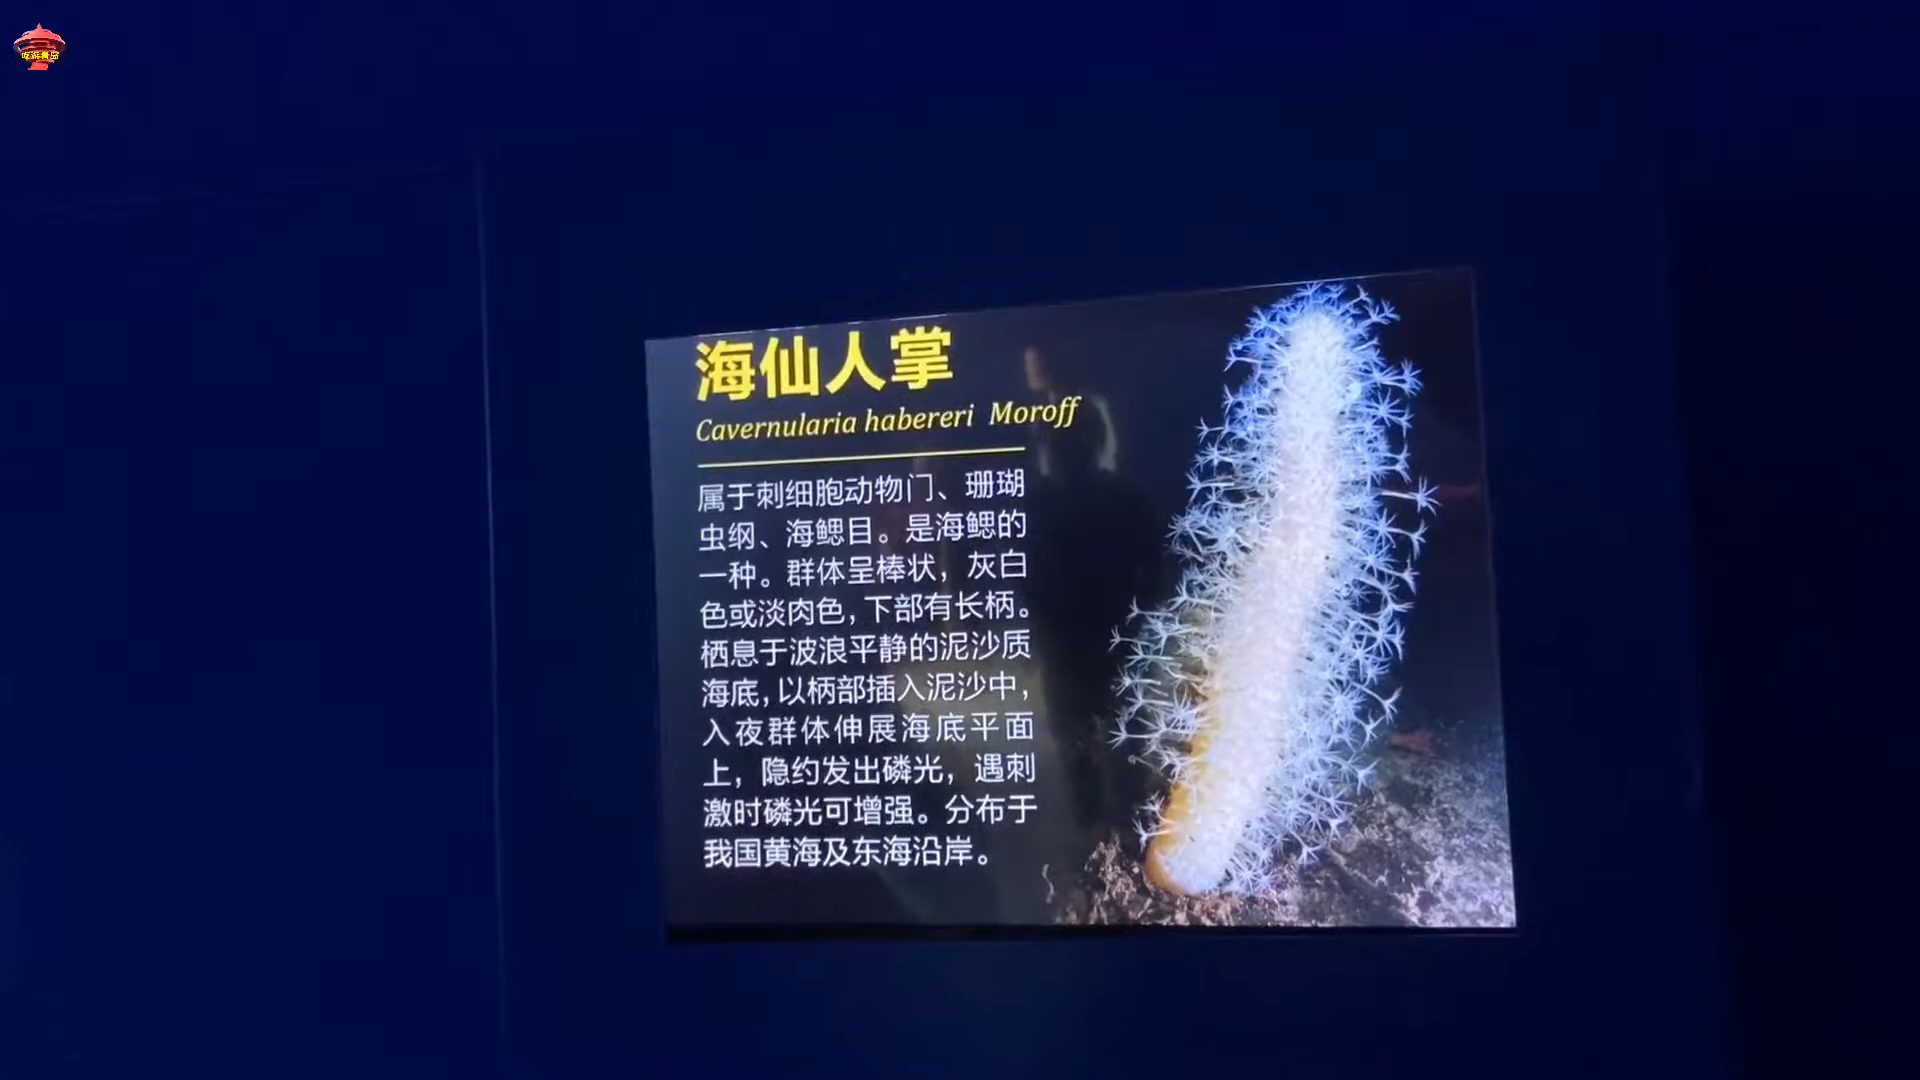 吃游青岛
海仙人掌
Cavernularia habereri Moroff
属于刺细胞动物门、珊瑚
虫纲、海鳃目。是海鳃的
一种。群体呈棒状，灰白
色或淡肉色，下部有长柄。
栖息于波浪平静的泥沙质
海底，以柄部插入泥沙中，
入夜群体伸展海底平面
上，隐约发出磷光，遇刺
激时磷光可增强。分布于
我国黄海及东海沿岸。